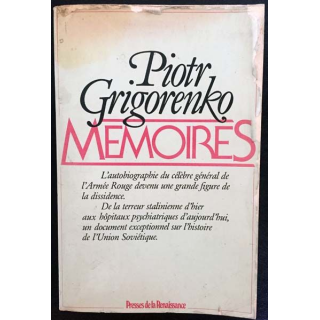 Piotr
Grigorenko
MEMOIRES
L'autobiographie du célèbre général de
l'Armée Rouge devenu une grande figure de
la dissidence.
De la terreur stalinienne d'hier
aux hôpitaux psychiatriques d'aujourd'hui,
un document exceptionnel sur l'histoire
de l'Union Soviétique.
Presses de la Renaissance